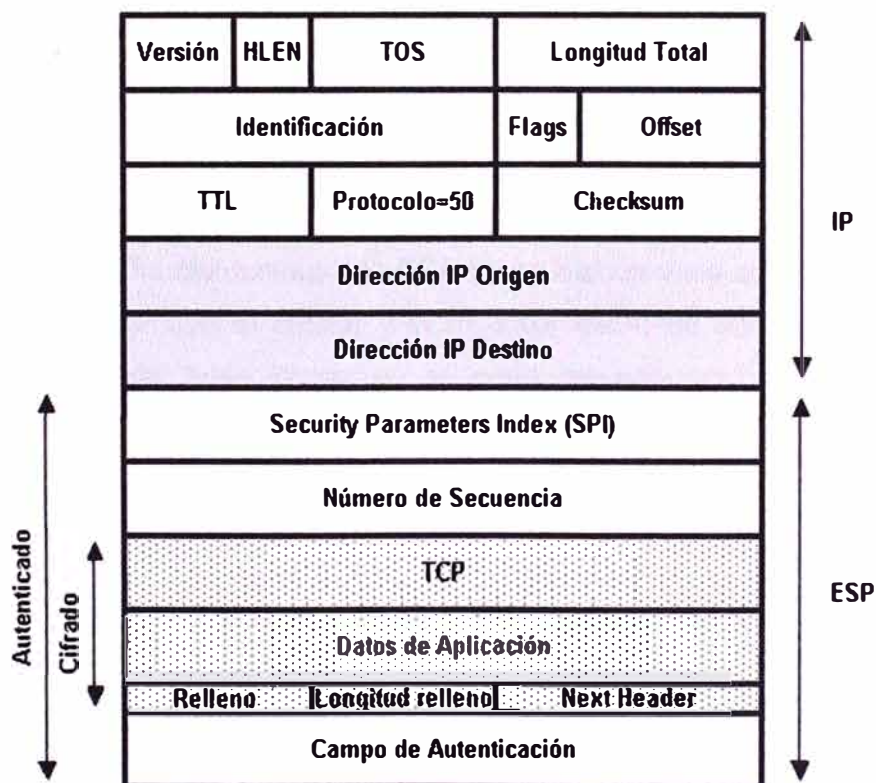 Versión HLEN TOS Longitud Total
Identificación Flags Offset
TTL Protocolo=50 Checksum
IP
Dirección IP Origen
Dirección IP Destino
Security Parameters Index (SPI)
Número de Secuencia
Autenticado
Cifrado
TCP
ESP
Datos de Aplicación
Relleno Longitud relleno Next Header
Campo de Autenticación